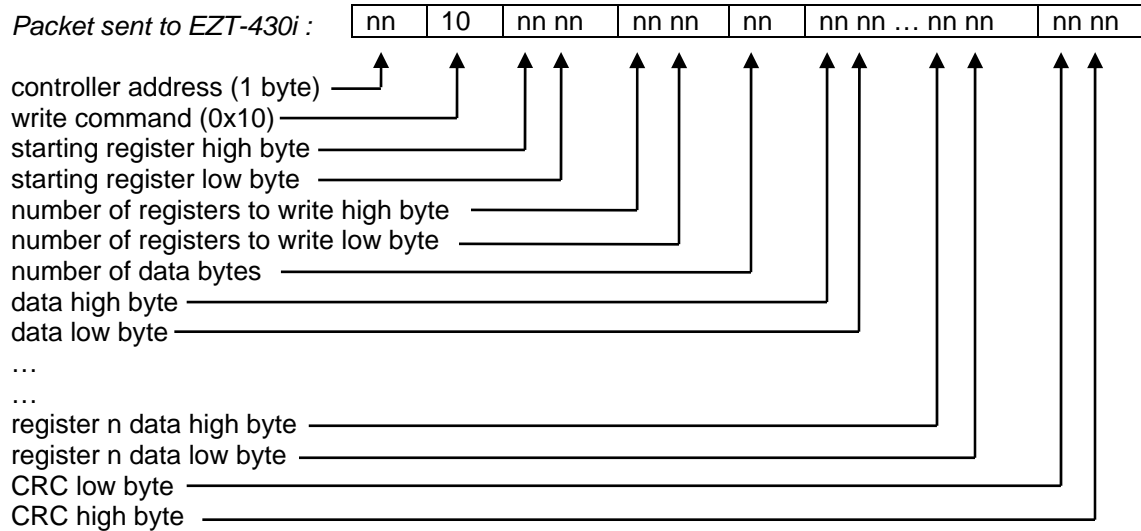 Packet sent to EZT-430i : nn 10 nn nn nn nn nn nn nn … nn nn nn nn
controller address (1 byte)
write command (0x10)
starting register high byte
starting register low byte
number of registers to write high byte
number of registers to write low byte
number of data bytes
data high byte
data low byte
…
…
register n data high byte
register n data low byte
CRC low byte
CRC high byte